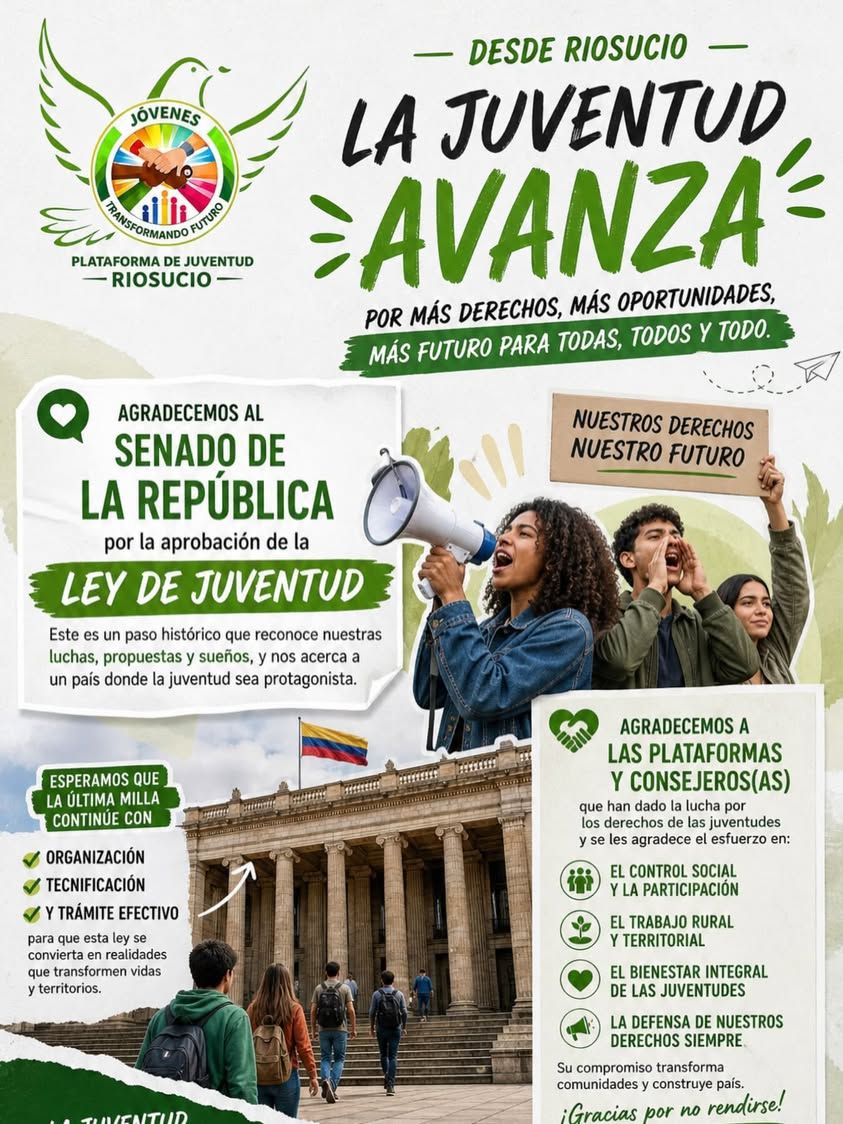 JÓVENES
TRANSFORMANDO FUTURO
PLATAFORMA DE JUVENTUD
RIOSUCIO
DESDE RIOSUCIO
LA JUVENTUD
AVANZA
POR MÁS DERECHOS, MÁS OPORTUNIDADES,
MÁS FUTURO PARA TODAS, TODOS Y TODO.
AGRADECEMOS AL
SENADO DE
LA REPÚBLICA
por la aprobación de la
LEY DE JUVENTUD
Este es un paso histórico que reconoce nuestras
luchas, propuestas y sueños, y nos acerca a
un país donde la juventud sea protagonista.
NUESTROS DERECHOS
NUESTRO FUTURO
ESPERAMOS QUE
LA ÚLTIMA MILLA
CONTINÚE CON
ORGANIZACIÓN
TECNIFICACIÓN
Y TRÁMITE EFECTIVO
para que esta ley se
convierta en realidades
que transformen vidas
y territorios.
AGRADECEMOS A
LAS PLATAFORMAS
Y CONSEJEROS(AS)
que han dado la lucha por
los derechos de las juventudes
y se les agradece el esfuerzo en:
EL CONTROL SOCIAL
Y LA PARTICIPACIÓN
EL TRABAJO RURAL
Y TERRITORIAL
EL BIENESTAR INTEGRAL
DE LAS JUVENTUDES
LA DEFENSA DE NUESTROS
DERECHOS SIEMPRE
Su compromiso transforma
comunidades y construye país.
¡Gracias por no rendirse!
LA JUVENTUD